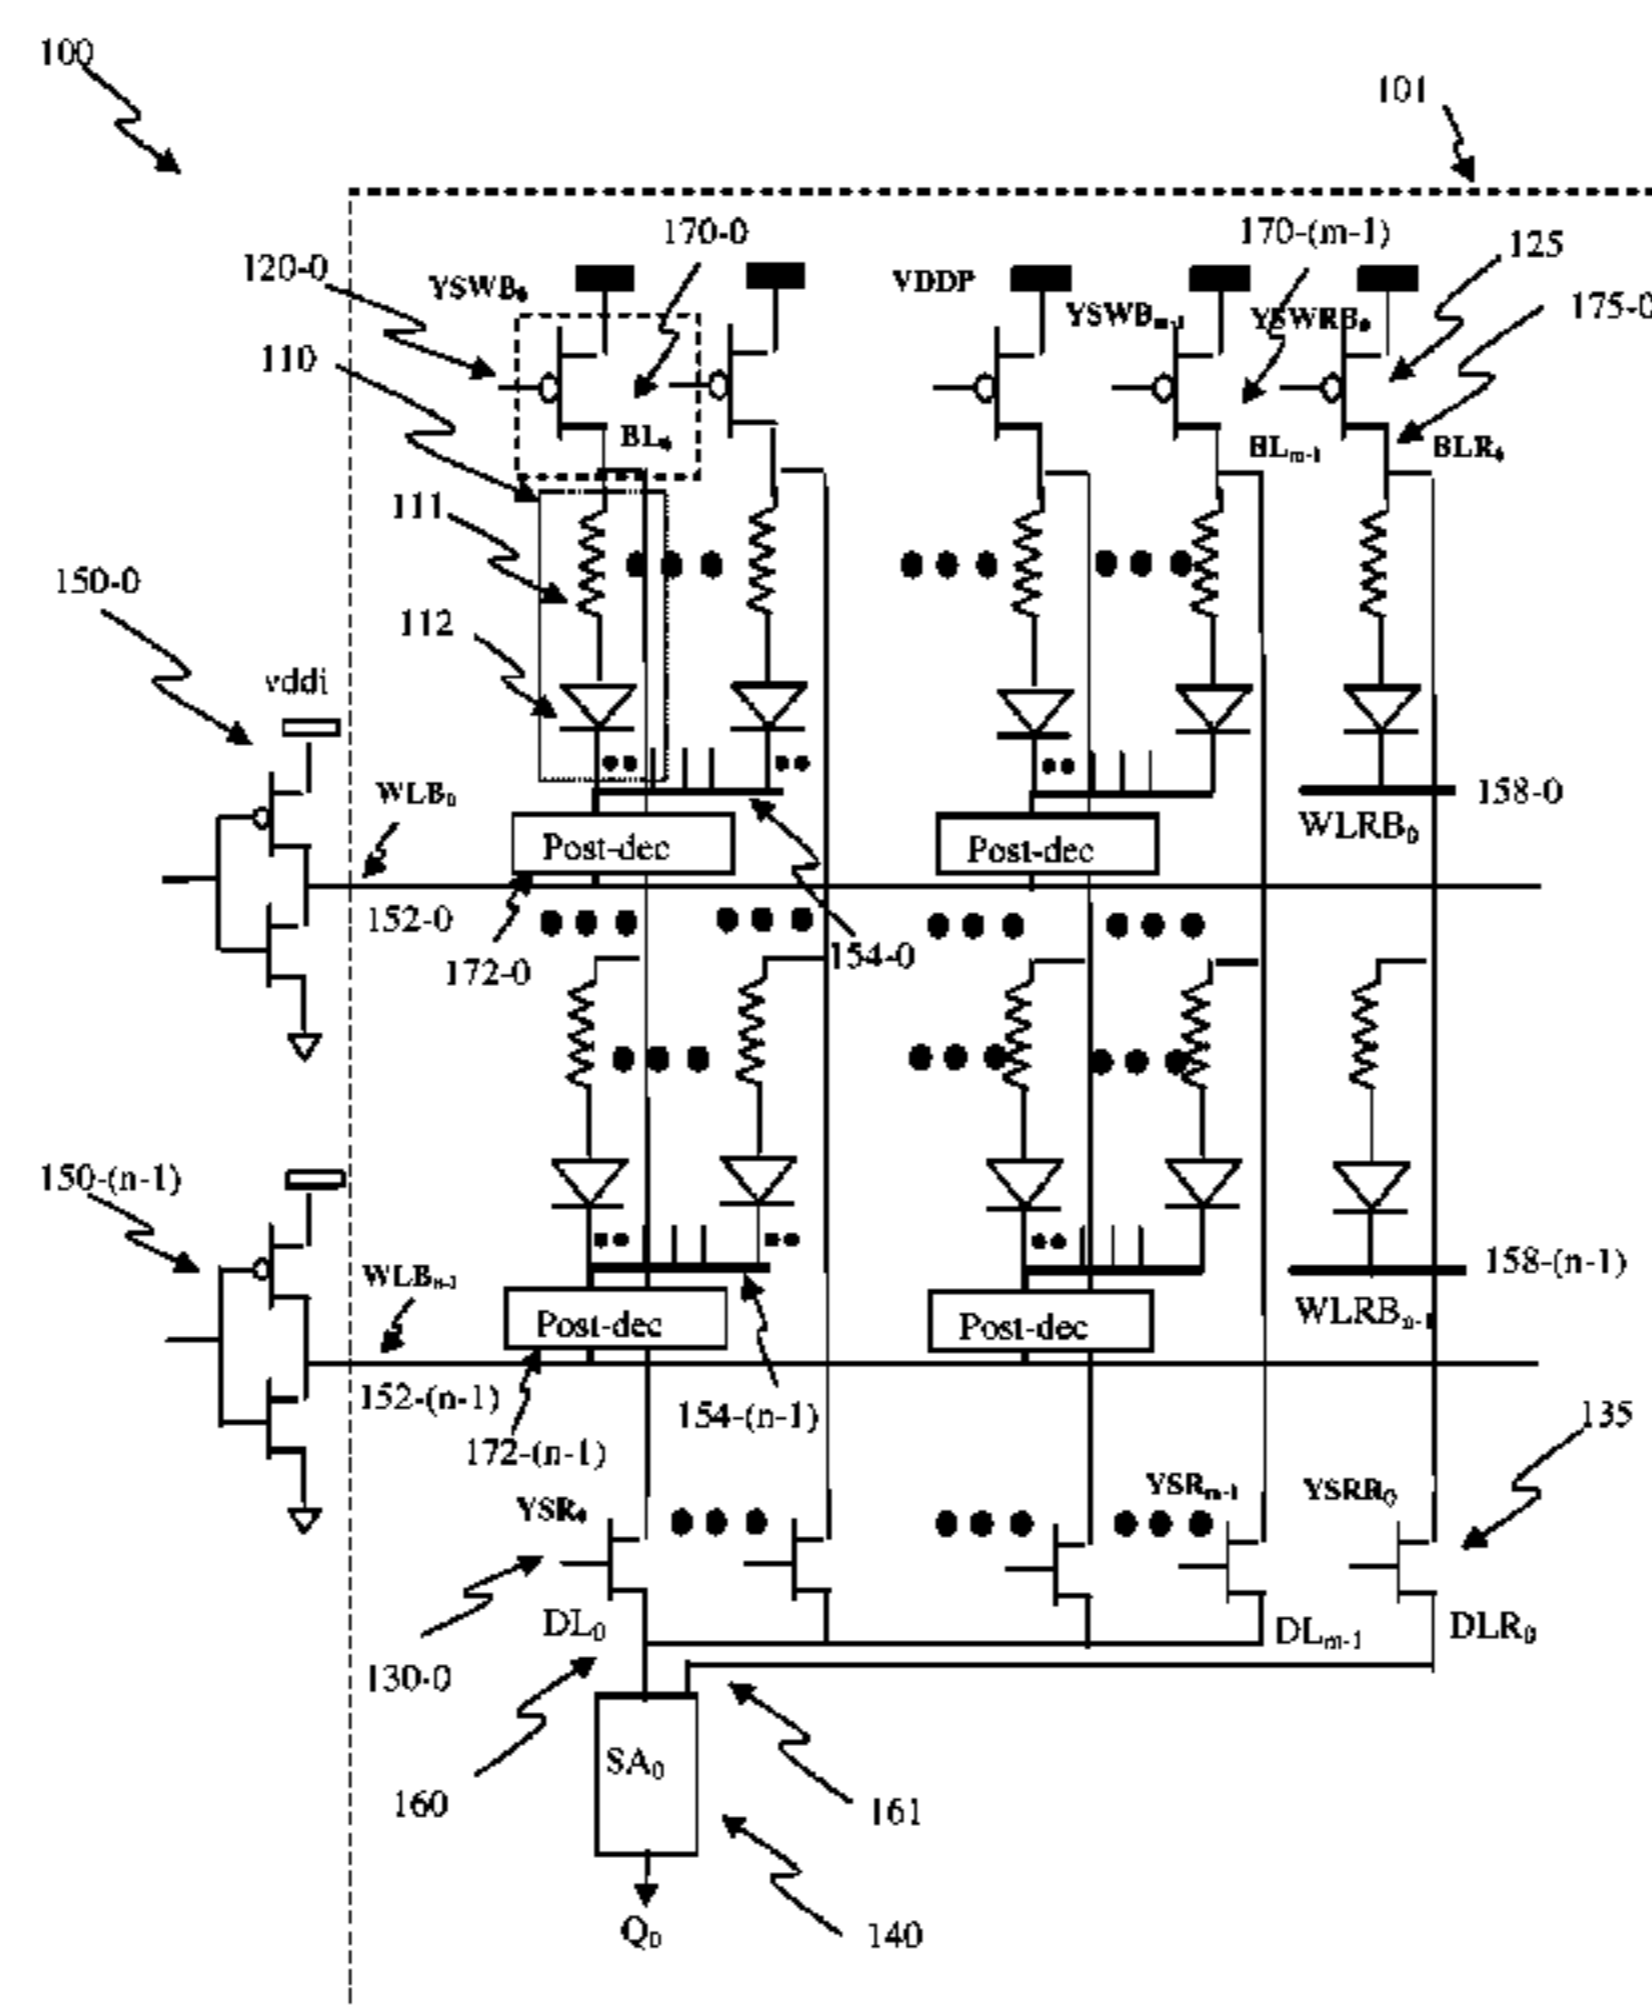 100
101
170-0
170-(m-1)
125
120-0
YSWB₀
VDDP
YSWBₘ₋₁
YSWRB₀
175-0
110
BL₀
BLₘ₋₁
BLR₀
111
150-0
112
vddi
WLB₀
158-0
WLRB₀
Post-dec
Post-dec
152-0
172-0
154-0
150-(n-1)
WLBₙ₋₁
158-(n-1)
WLRBₙ₋₁
Post-dec
Post-dec
152-(n-1)
154-(n-1)
172-(n-1)
135
YSR₀
YSRₘ₋₁
YSRR₀
DL₀
DLₘ₋₁
DLR₀
130-0
SA₀
160
161
Q₀
140